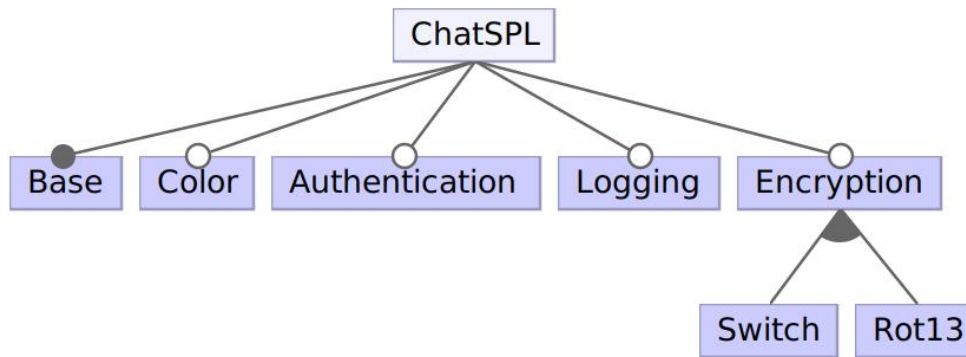 ChatSPL
Base Color Authentication Logging Encryption
Switch Rot13